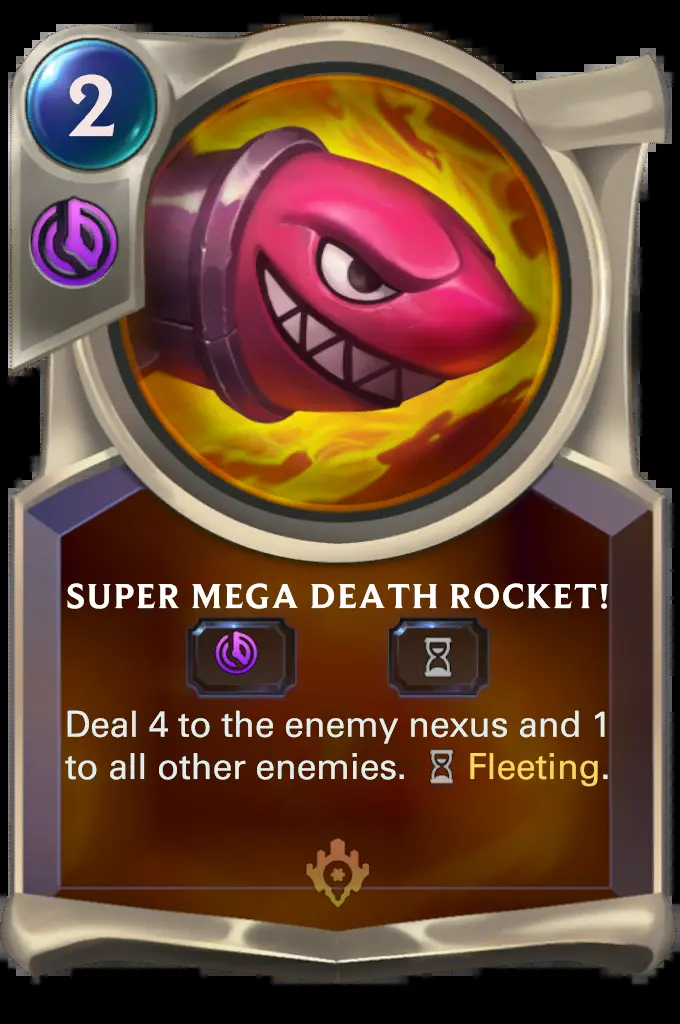 2
SUPER MEGA DEATH ROCKET!
Deal 4 to the enemy nexus and 1
to all other enemies. Fleeting.